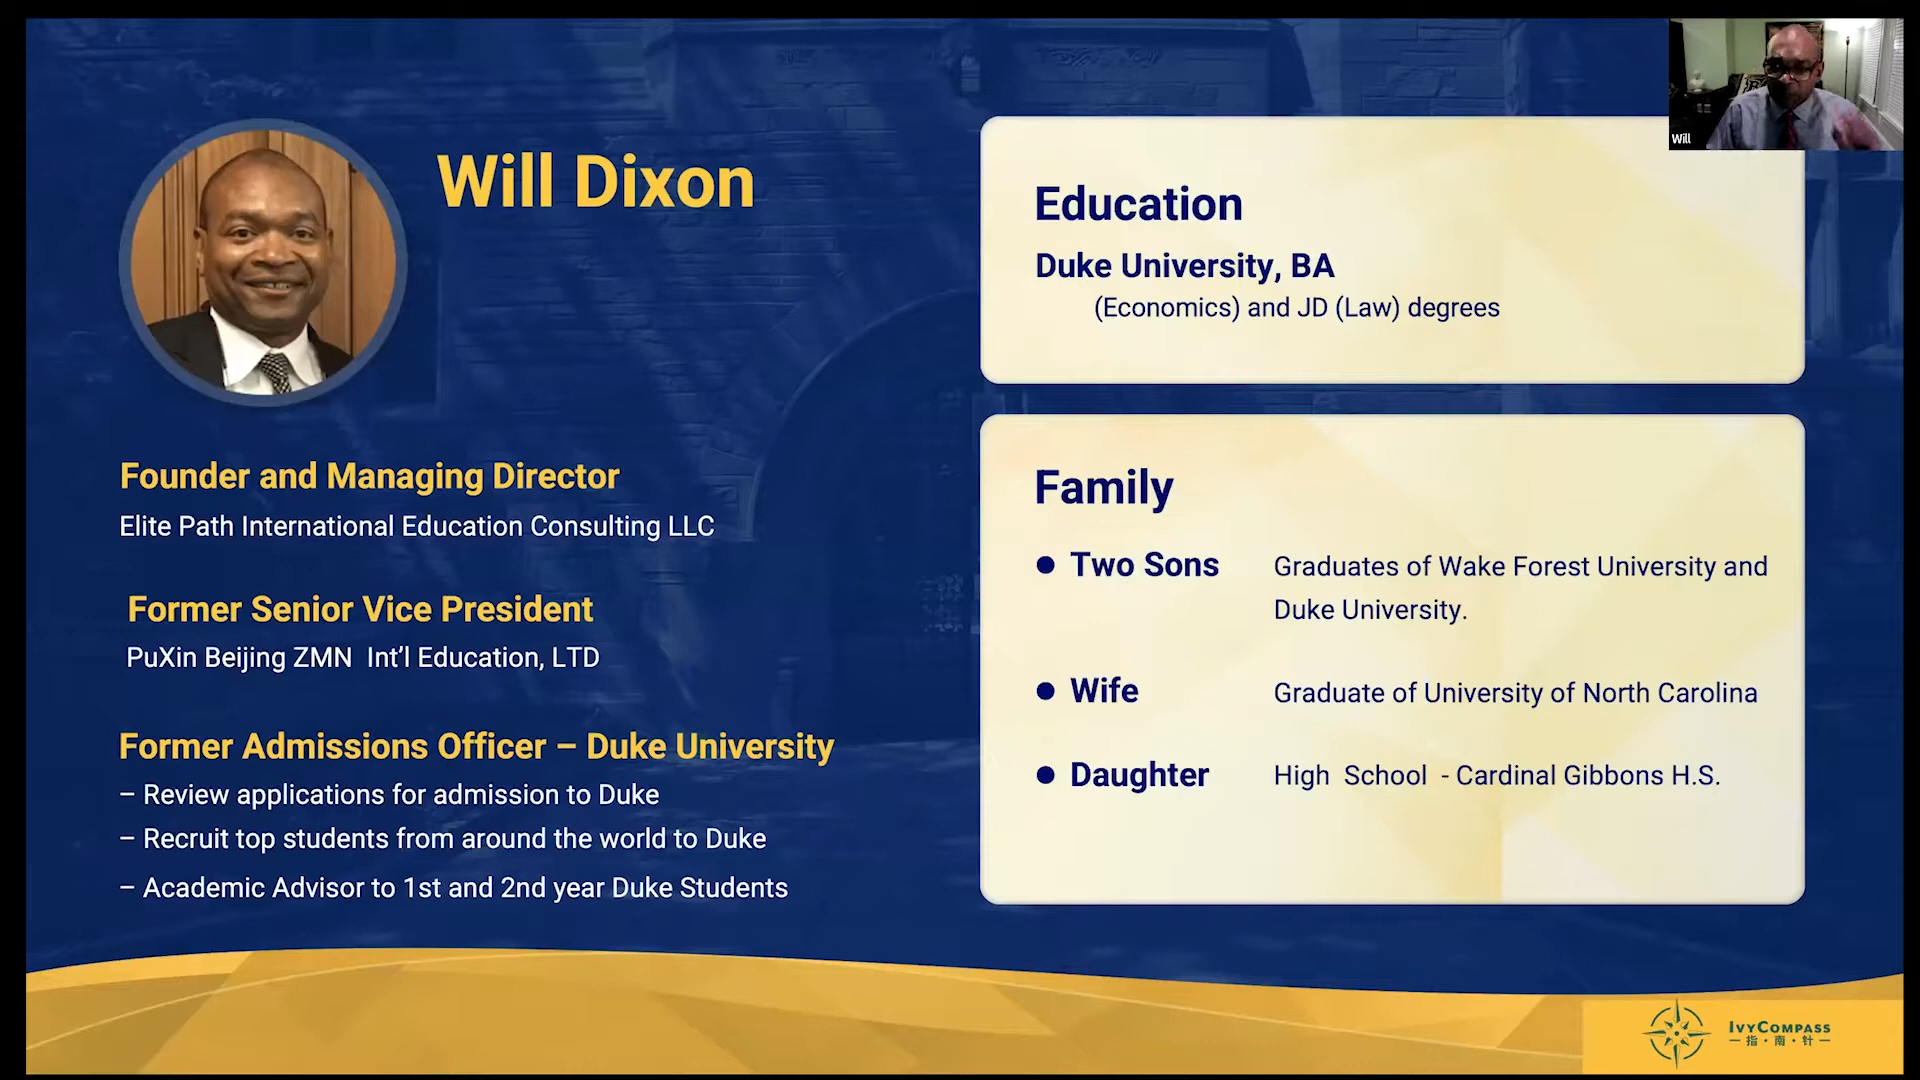 Will
Will Dixon
Founder and Managing Director
Elite Path International Education Consulting LLC
Former Senior Vice President
PuXin Beijing ZMN  Int’l Education, LTD
Former Admissions Officer – Duke University
– Review applications for admission to Duke
– Recruit top students from around the world to Duke
– Academic Advisor to 1st and 2nd year Duke Students
Education
Duke University, BA
(Economics) and JD (Law) degrees
Family
● Two Sons Graduates of Wake Forest University and
Duke University.
● Wife Graduate of University of North Carolina
● Daughter High  School  - Cardinal Gibbons H.S.
IVYCOMPASS
一指·南·针一